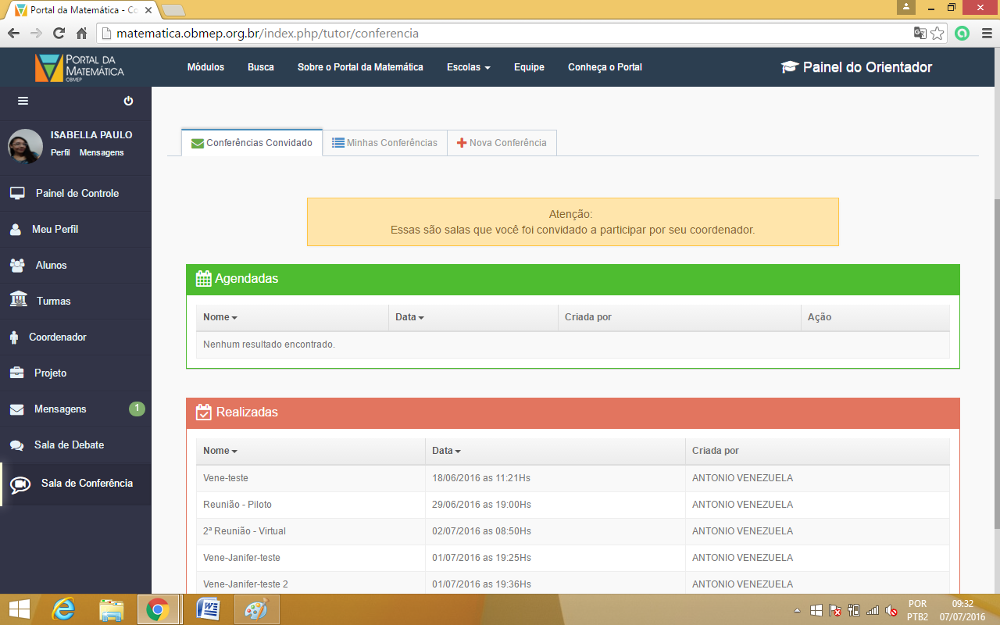 Portal da Matemática - Co
matematica.obmep.org.br/index.php/tutor/conferencia
PORTAL DA
MATEMÁTICA
OBMEP
Módulos Busca Sobre o Portal da Matemática Escolas Equipe Conheça o Portal
Painel do Orientador
ISABELLA PAULO
Perfil Mensagens
Painel de Controle
Meu Perfil
Alunos
Turmas
Coordenador
Projeto
Mensagens 1
Sala de Debate
Sala de Conferência
Conferências Convidado Minhas Conferências Nova Conferência
Atenção:
Essas são salas que você foi convidado a participar por seu coordenador.
Agendadas
Nome Data Criada por Ação
Nenhum resultado encontrado.
Realizadas
Nome Data Criada por
Vene-teste 18/06/2016 as 11:21Hs ANTONIO VENEZUELA
Reunião - Piloto 29/06/2016 as 19:00Hs ANTONIO VENEZUELA
2ª Reunião - Virtual 02/07/2016 as 08:50Hs ANTONIO VENEZUELA
Vene-Janifer-teste 01/07/2016 as 19:25Hs ANTONIO VENEZUELA
Vene-Janifer-teste 2 01/07/2016 as 19:36Hs ANTONIO VENEZUELA
POR 09:32
PTB2 07/07/2016